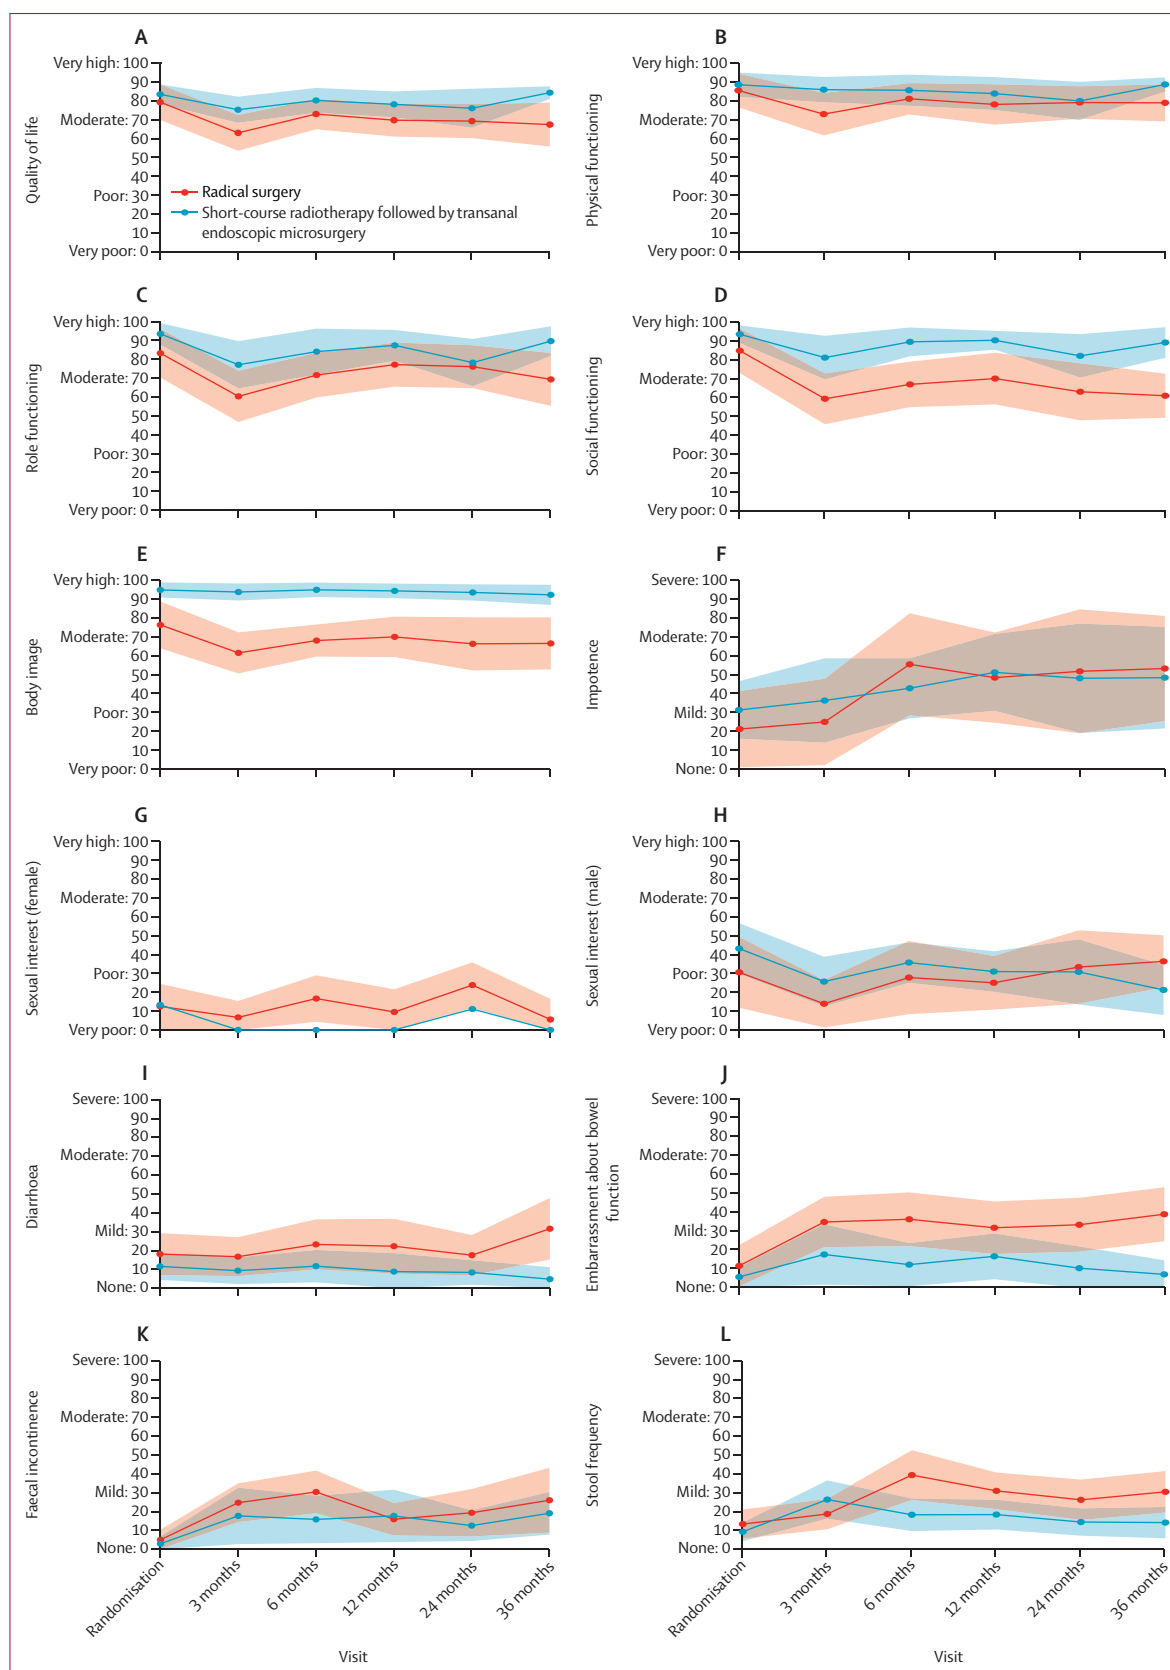 A
Quality of life
Very high: 100
90
80
Moderate: 70
60
50
40
Poor: 30
20
10
Very poor: 0
Radical surgery
Short-course radiotherapy followed by transanal
endoscopic microsurgery
B
Physical functioning
Very high: 100
90
80
Moderate: 70
60
50
40
Poor: 30
20
10
Very poor: 0
C
Role functioning
Very high: 100
90
80
Moderate: 70
60
50
40
Poor: 30
20
10
Very poor: 0
D
Social functioning
Very high: 100
90
80
Moderate: 70
60
50
40
Poor: 30
20
10
Very poor: 0
E
Body image
Very high: 100
90
80
Moderate: 70
60
50
40
Poor: 30
20
10
Very poor: 0
F
Impotence
Severe: 100
90
80
Moderate: 70
60
50
40
Mild: 30
20
10
None: 0
G
Sexual interest (female)
Very high: 100
90
80
Moderate: 70
60
50
40
Poor: 30
20
10
Very poor: 0
H
Sexual interest (male)
Very high: 100
90
80
Moderate: 70
60
50
40
Poor: 30
20
10
Very poor: 0
I
Diarrhoea
Severe: 100
90
80
Moderate: 70
60
50
40
Mild: 30
20
10
None: 0
J
Embarrassment about bowel
function
Severe: 100
90
80
Moderate: 70
60
50
40
Mild: 30
20
10
None: 0
K
Faecal incontinence
Severe: 100
90
80
Moderate: 70
60
50
40
Mild: 30
20
10
None: 0
Randomisation
3 months
6 months
12 months
24 months
36 months
Visit
L
Stool frequency
Severe: 100
90
80
Moderate: 70
60
50
40
Mild: 30
20
10
None: 0
Randomisation
3 months
6 months
12 months
24 months
36 months
Visit